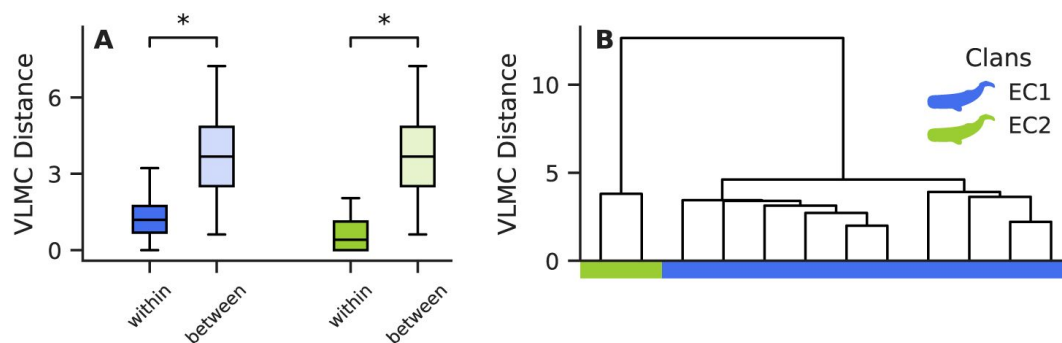 A
*
*
VLMC Distance
6
3
0
within
between
within
between
B
VLMC Distance
10
5
0
Clans
EC1
EC2